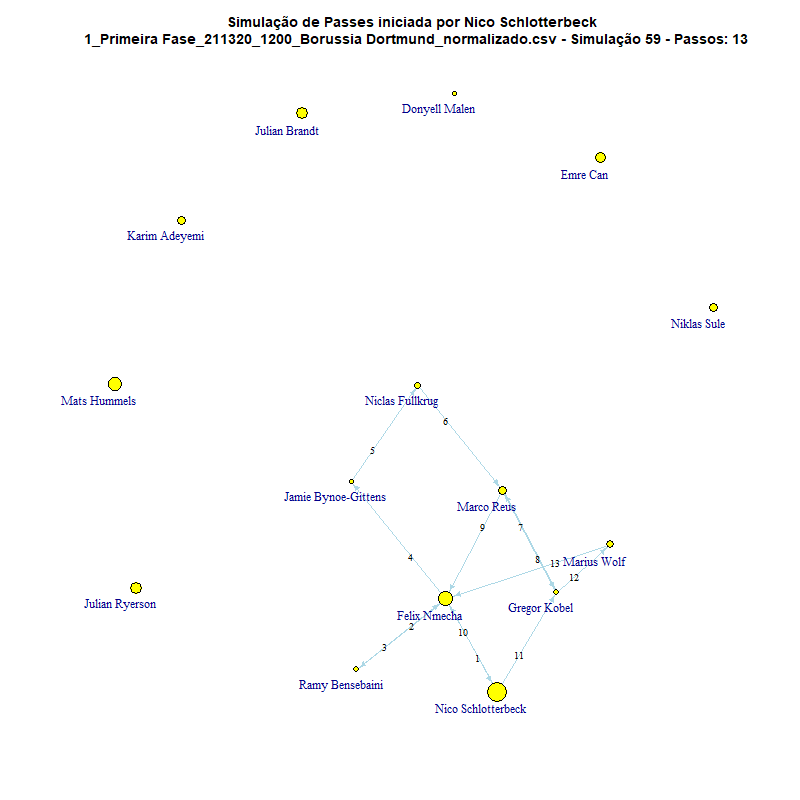 Simulação de Passes iniciada por Nico Schlotterbeck
1_Primeira Fase_211320_1200_Borussia Dortmund_normalizado.csv - Simulação 59 - Passos: 13
Donyell Malen
Julian Brandt
Emre Can
Karim Adeyemi
Niklas Sule
Mats Hummels
Niclas Fullkrug
6
5
Jamie Bynoe-Gittens
Marco Reus
9
7
4
8
13
Marius Wolf
12
Julian Ryerson
Gregor Kobel
Felix Nmecha
2
10
3
11
1
Ramy Bensebaini
Nico Schlotterbeck